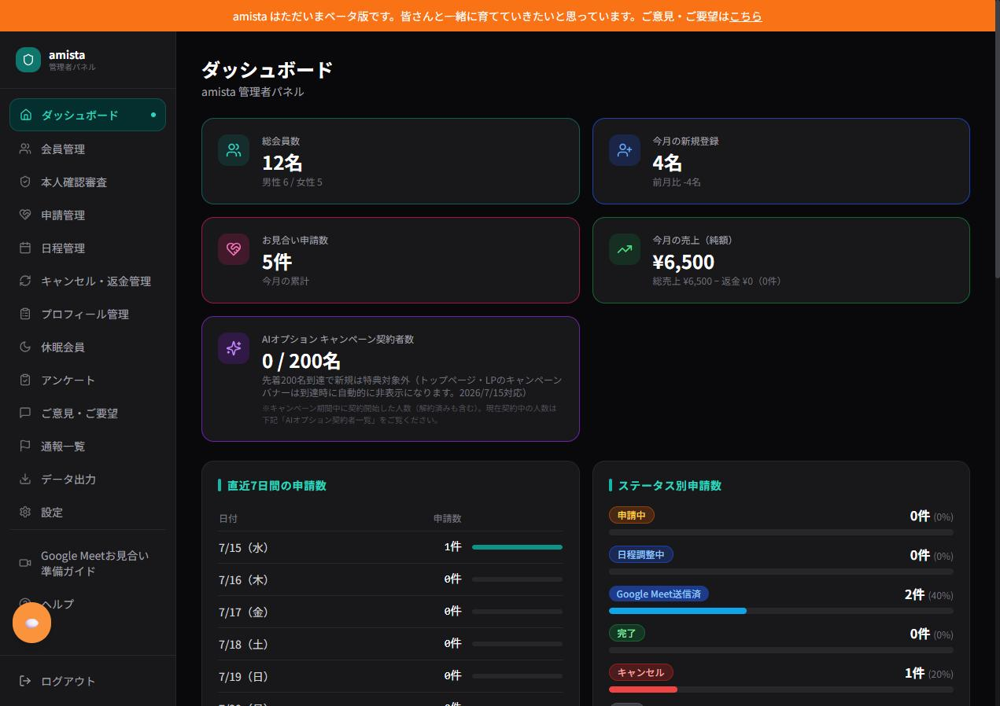 amista はただいまベータ版です。皆さんと一緒に育てていきたいと思っています。ご意見・ご要望はこちら
amista
管理者パネル
ダッシュボード
会員管理
本人確認審査
申請管理
日程管理
キャンセル・返金管理
プロフィール管理
休眠会員
アンケート
ご意見・ご要望
通報一覧
データ出力
設定
Google Meetお見合い
準備ガイド
ヘルプ
ログアウト
ダッシュボード
amista 管理者パネル
総会員数
12名
男性 6 / 女性 5
今月の新規登録
4名
前月比 -4名
お見合い申請数
5件
今月の累計
今月の売上（純額）
¥6,500
総売上 ¥6,500 − 返金 ¥0（0件）
AIオプション キャンペーン契約者数
0 / 200名
先着200名到達で新規は特典対象外（トップページ・LPのキャンペーン
バナーは到達時に自動的に非表示になります。2026/7/15対応）
※キャンペーン期間中に契約開始した人数（解約済みも含む）。現在契約中の人数は
下記「AIオプション契約者一覧」をご覧ください。
直近7日間の申請数
日付 申請数
7/15（水） 1件
7/16（木） 0件
7/17（金） 0件
7/18（土） 0件
7/19（日） 0件
ステータス別申請数
申請中 0件 (0%)
日程調整中 0件 (0%)
Google Meet送信済 2件 (40%)
完了 0件 (0%)
キャンセル 1件 (20%)